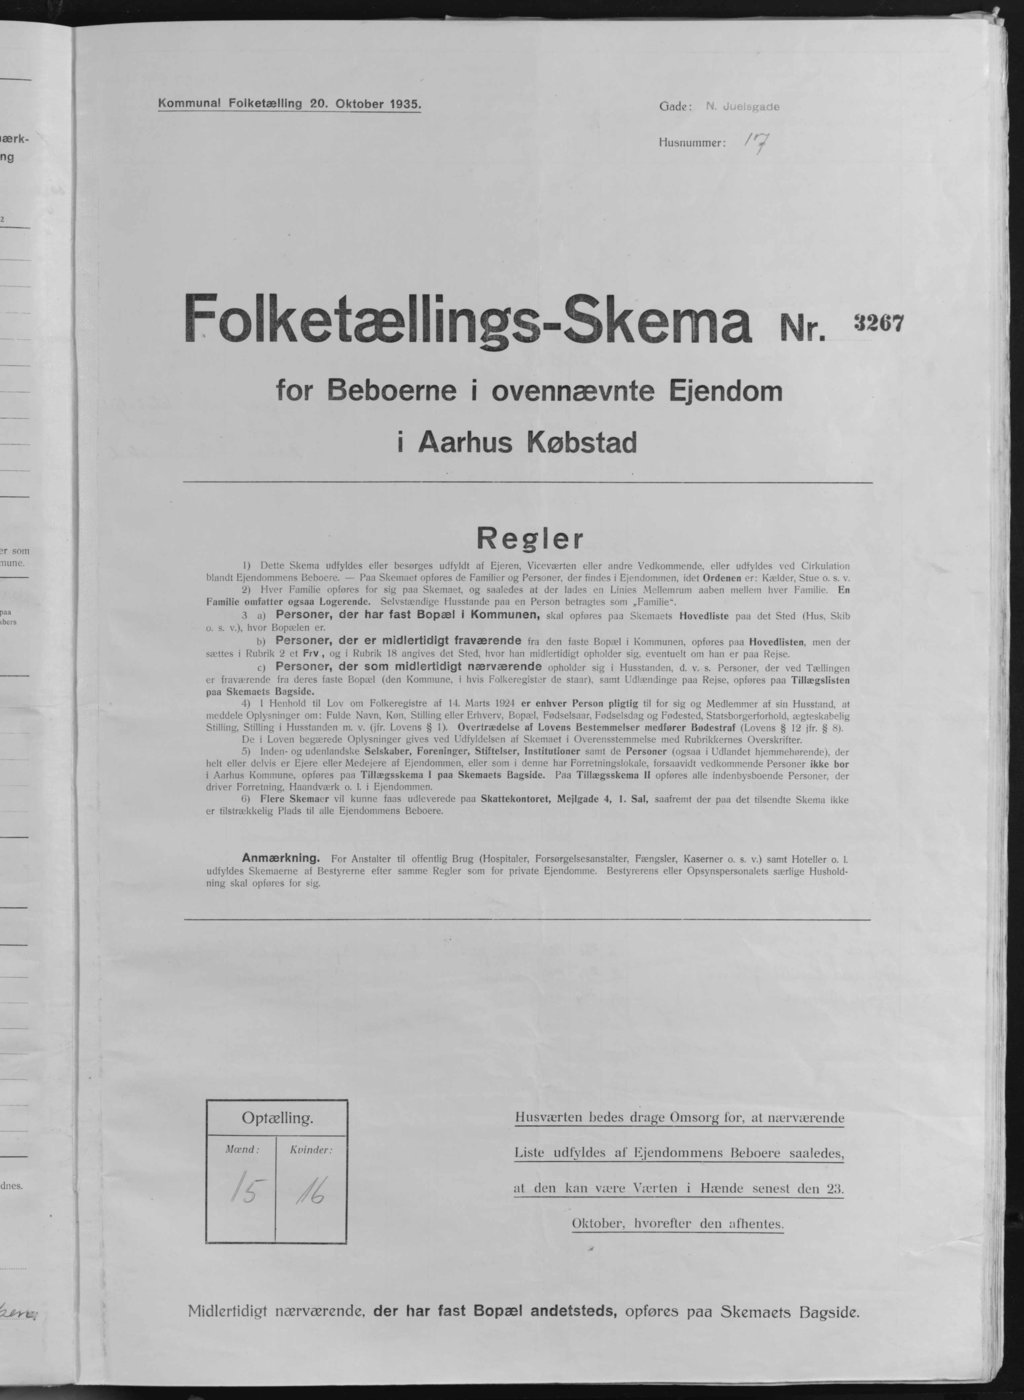 Kommunal Folketælling 20. Oktober 1935.
Gade: N. Juelsgade
Husnummer: 17
Folketællings-Skema Nr. 3267
for Beboerne i ovennævnte Ejendom
i Aarhus Købstad
Regler
1) Dette Skema udfyldes eller besørges udfyldt af Ejeren, Viceværten eller andre Vedkommende, eller udfyldes ved Cirkulation
blandt Ejendommens Beboere. — Paa Skemaet opføres de Familier og Personer, der findes i Ejendommen, idet Ordenen er: Kælder, Stue o. s. v.
2) Hver Familie opføres for sig paa Skemaet, og saaledes at der lades en Linies Mellemrum aaben mellem hver Familie. En
Familie omfatter ogsaa Logerende. Selvstændige Husstande paa en Person betragtes som „Familie“.
3 a) Personer, der har fast Bopæl i Kommunen, skal opføres paa Skemaets Hovedliste paa det Sted (Hus, Skib
o. s. v.), hvor Bopælen er.
b) Personer, der er midlertidigt fraværende fra den faste Bopæl i Kommunen, opføres paa Hovedlisten, men der
sættes i Rubrik 2 et Frv, og i Rubrik 18 angives det Sted, hvor han midlertidigt opholder sig, eventuelt om han er paa Rejse.
c) Personer, der som midlertidigt nærværende opholder sig i Husstanden, d. v. s. Personer, der ved Tællingen
er fraværende fra deres faste Bopæl (den Kommune, i hvis Folkeregister de staar), samt Udlændinge paa Rejse, opføres paa Tillægslisten
paa Skemaets Bagside.
4) I Henhold til Lov om Folkeregistre af 14. Marts 1924 er enhver Person pligtig til for sig og Medlemmer af sin Husstand, at
meddele Oplysninger om: Fulde Navn, Køn, Stilling eller Erhverv, Bopæl, Fødselsaar, Fødselsdag og Fødested, Statsborgerforhold, ægteskabelig
Stilling, Stilling i Husstanden m. v. (jfr. Lovens § 1). Overtrædelse af Lovens Bestemmelser medfører Bødestraf (Lovens § 12 jfr. § 8).
De i Loven begærede Oplysninger gives ved Udfyldelsen af Skemaet i Overensstemmelse med Rubrikkernes Overskrifter.
5) Inden- og udenlandske Selskaber, Foreninger, Stiftelser, Institutioner samt de Personer (ogsaa i Udlandet hjemmehørende), der
helt eller delvis er Ejere eller Medejere af Ejendommen, eller som i denne har Forretningslokale, forsaavidt vedkommende Personer ikke bor
i Aarhus Kommune, opføres paa Tillægsskema I paa Skemaets Bagside. Paa Tillægsskema II opføres alle indenbysboende Personer, der
driver Forretning, Haandværk o. l. i Ejendommen.
6) Flere Skemaer vil kunne faas udleverede paa Skattekontoret, Mejlgade 4, 1. Sal, saafremt der paa det tilsendte Skema ikke
er tilstrækkelig Plads til alle Ejendommens Beboere.
Anmærkning. For Anstalter til offentlig Brug (Hospitaler, Forsørgelsesanstalter, Fængsler, Kaserner o. s. v.) samt Hoteller o. l.
udfyldes Skemaerne af Bestyrerne efter samme Regler som for private Ejendomme. Bestyrerens eller Opsynspersonalets særlige Hushold-
ning skal opføres for sig.
Optælling.
Mænd: Kvinder:
15 16
Husværten bedes drage Omsorg for, at nærværende
Liste udfyldes af Ejendommens Beboere saaledes,
at den kan være Værten i Hænde senest den 23.
Oktober, hvorefter den afhentes.
Midlertidigt nærværende, der har fast Bopæl andetsteds, opføres paa Skemaets Bagside.